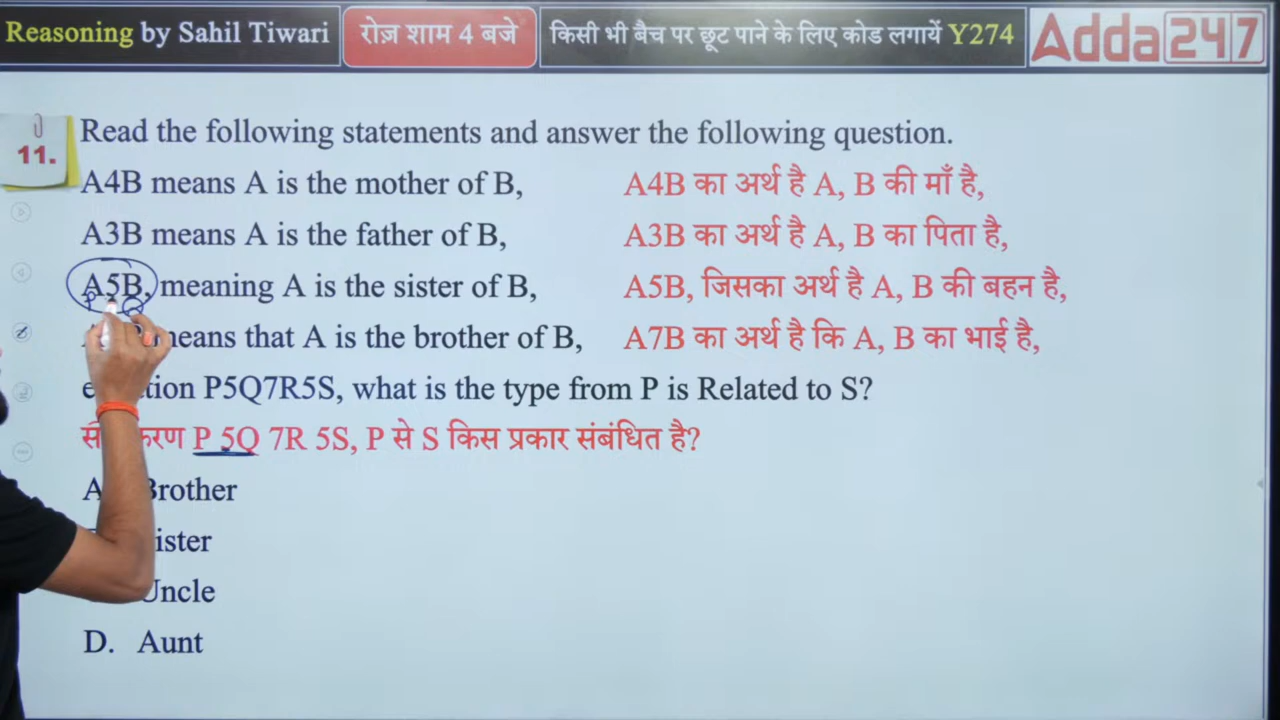 Reasoning by Sahil Tiwari
रोज़ शाम 4 बजे
किसी भी बैच पर छूट पाने के लिए कोड लगायें Y274
Adda247
11.
Read the following statements and answer the following question.
A4B means A is the mother of B, A4B का अर्थ है A, B की माँ है,
A3B means A is the father of B, A3B का अर्थ है A, B का पिता है,
A5B, meaning A is the sister of B, A5B, जिसका अर्थ है A, B की बहन है,
means that A is the brother of B, A7B का अर्थ है कि A, B का भाई है,
P5Q7R5S, what is the type from P is Related to S?
P 5Q 7R 5S, P से S किस प्रकार संबंधित है?
A Brother
ister
Uncle
D. Aunt